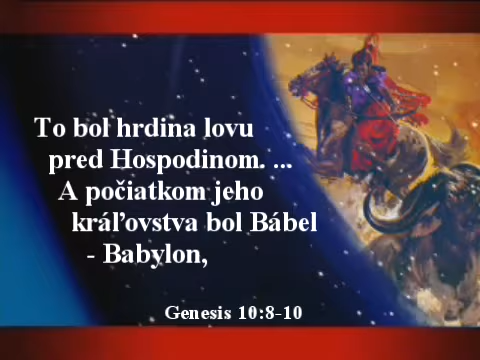 To bol hrdina lovu
pred Hospodinom. ...
A počiatkom jeho
kráľovstva bol Bábel
- Babylon,
Genesis 10:8-10